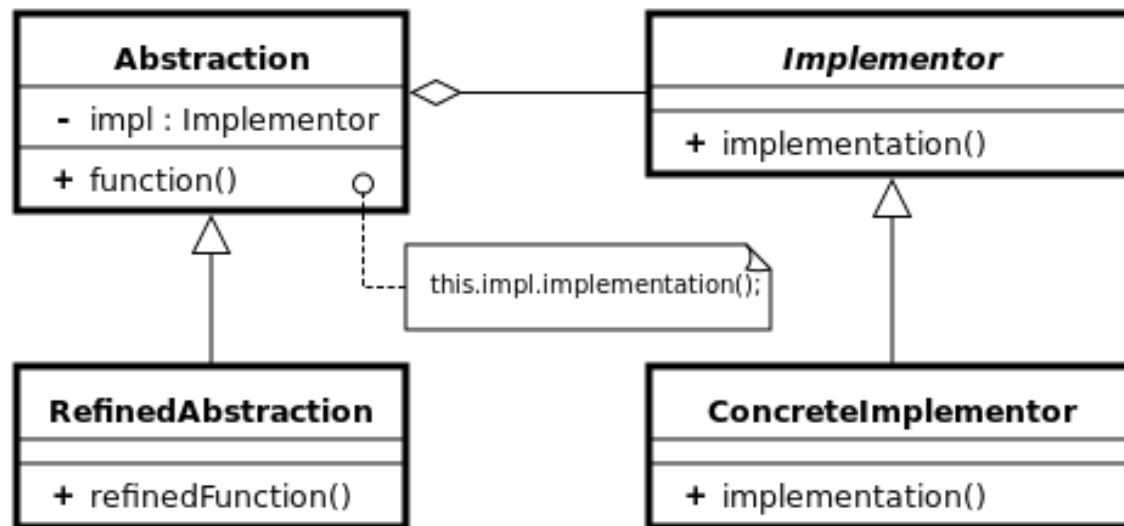 Abstraction
- impl : Implementor
+ function()
Implementor
+ implementation()
this.impl.implementation();
RefinedAbstraction
+ refinedFunction()
ConcreteImplementor
+ implementation()